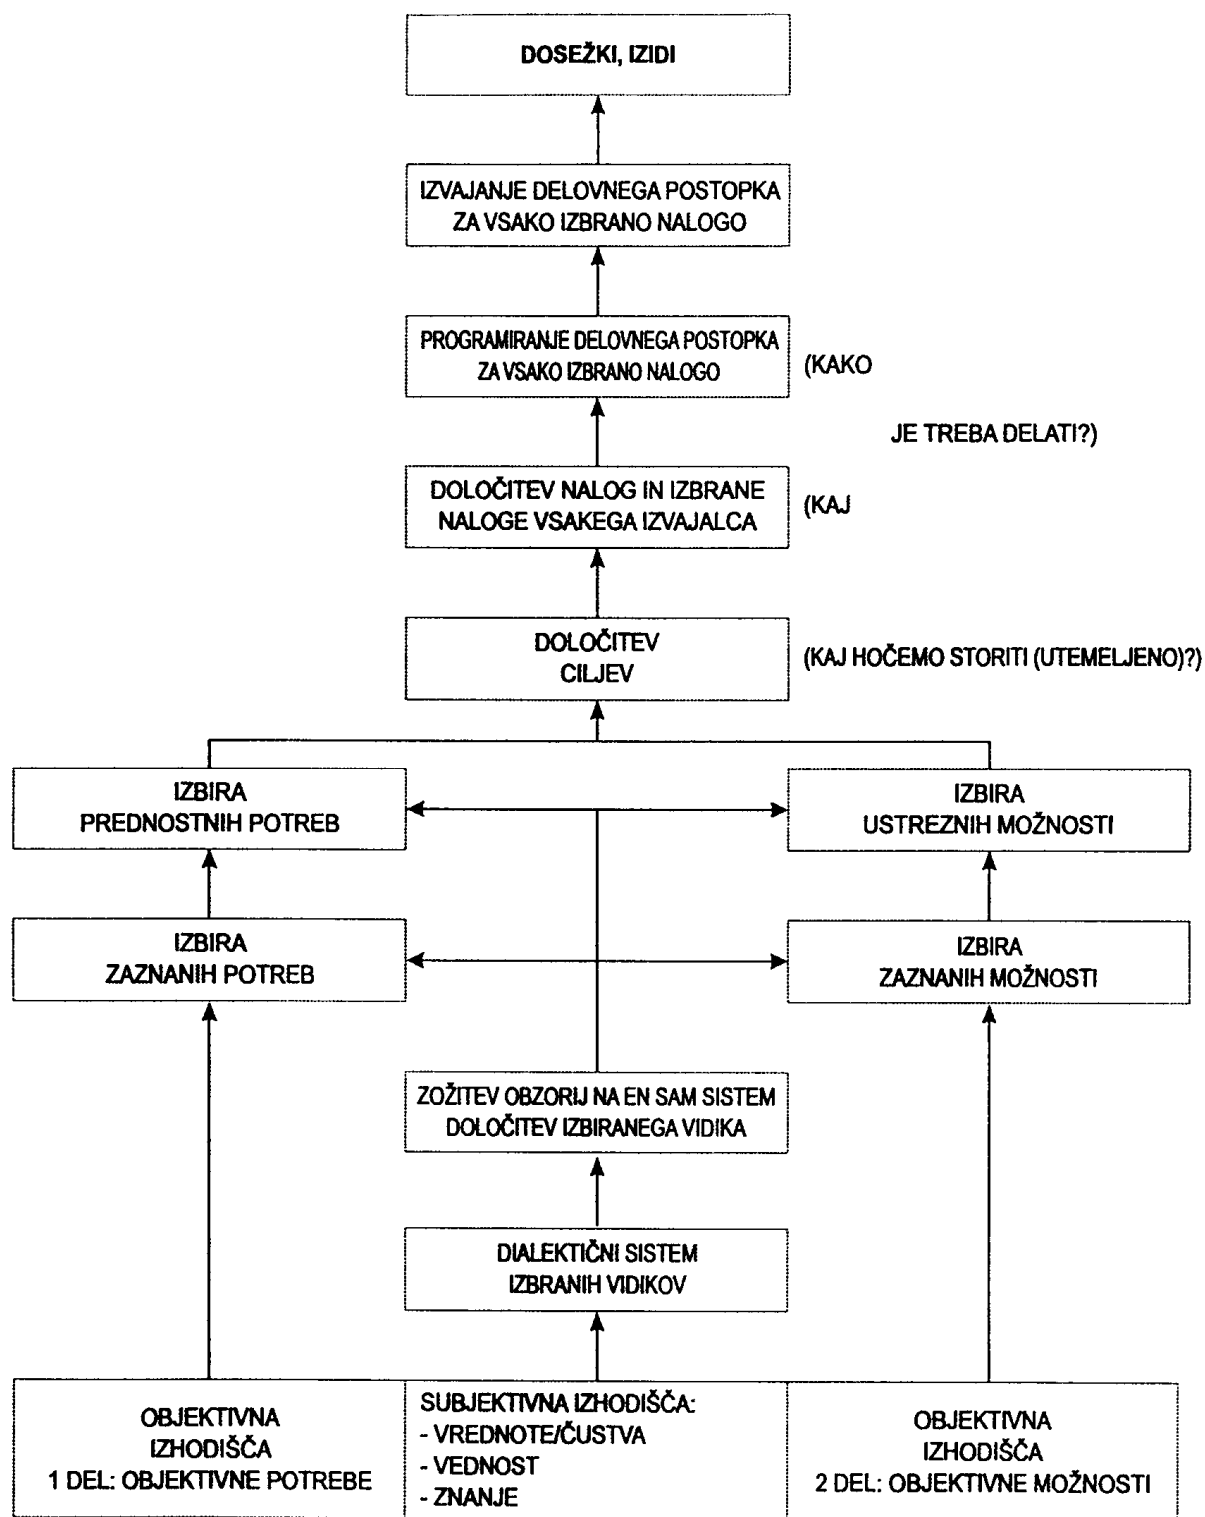 DOSEŽKI, IZIDI
IZVAJANJE DELOVNEGA POSTOPKA
ZA VSAKO IZBRANO NALOGO
PROGRAMIRANJE DELOVNEGA POSTOPKA
ZA VSAKO IZBRANO NALOGO
(KAKO
JE TREBA DELATI?)
DOLOČITEV NALOG IN IZBRANE
NALOGE VSAKEGA IZVAJALCA
(KAJ
DOLOČITEV
CILJEV
(KAJ HOČEMO STORITI (UTEMELJENO)?)
IZBIRA
PREDNOSTNIH POTREB
IZBIRA
USTREZNIH MOŽNOSTI
IZBIRA
ZAZNANIH POTREB
IZBIRA
ZAZNANIH MOŽNOSTI
ZOŽITEV OBZORIJ NA EN SAM SISTEM
DOLOČITEV IZBIRANEGA VIDIKA
DIALEKTIČNI SISTEM
IZBRANIH VIDIKOV
OBJEKTIVNA
IZHODIŠČA
1 DEL: OBJEKTIVNE POTREBE
SUBJEKTIVNA IZHODIŠČA:
- VREDNOTE/ČUSTVA
- VEDNOST
- ZNANJE
OBJEKTIVNA
IZHODIŠČA
2 DEL: OBJEKTIVNE MOŽNOSTI